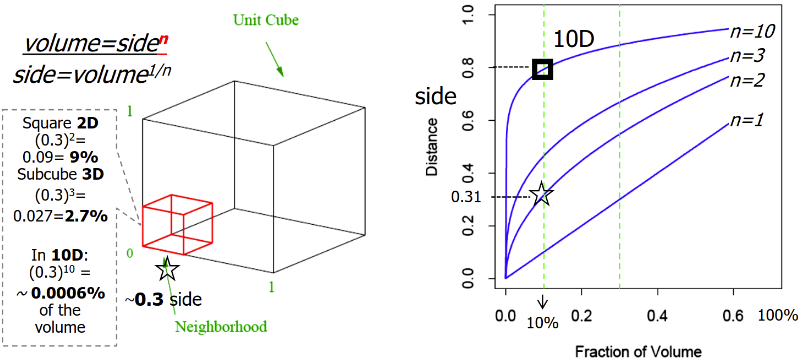 volume=sideⁿ
side=volume^1/n
Unit Cube
1
Square 2D
(0.3)²=
0.09= 9%
Subcube 3D
(0.3)³=
0.027=2.7%
In 10D:
(0.3)¹⁰ =
~ 0.0006%
of the
volume
0
1
~0.3 side
Neighborhood
side
Distance
1.0
0.8
0.6
0.4
0.31
0.2
0.0
10D
n=10
n=3
n=2
n=1
0.0
0.2
0.4
0.6
100%
10%
Fraction of Volume